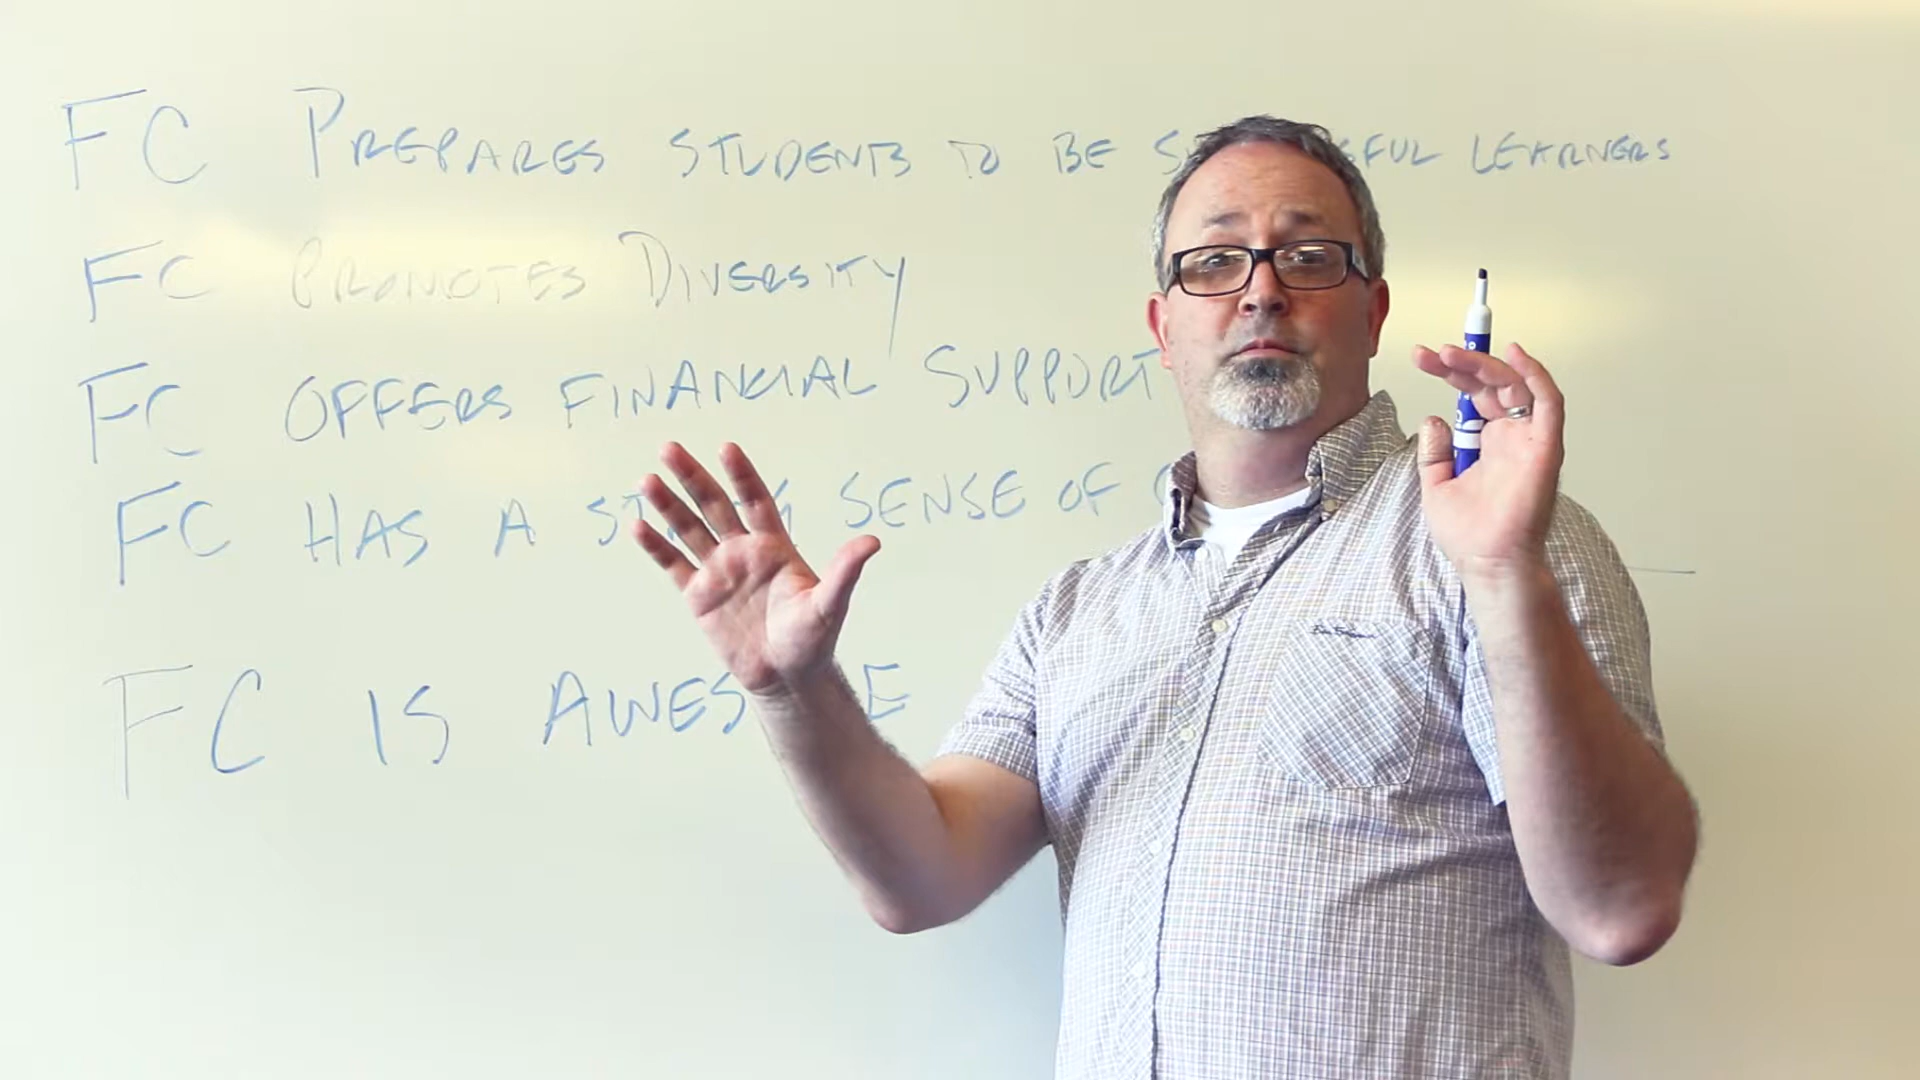 FC PREPARES STUDENTS TO BE LEARNERS
FC PROMOTES DIVERSITY
FC OFFERS FINANCIAL SUPPORT
FC HAS A SENSE OF
FC IS